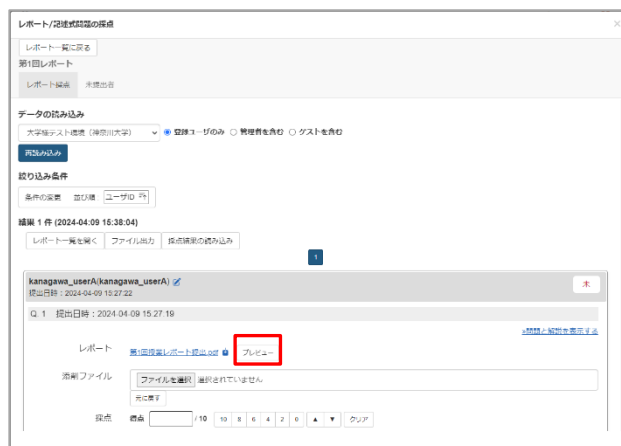 レポート/記述式問題の採点
×
レポート一覧に戻る
第1回レポート
レポート採点 未提出者
データの読み込み
大学様テスト環境（神奈川大学） 登録ユーザのみ 管理者を含む ゲストを含む
再読み込み
絞り込み条件
条件の変更 並び順 ユーザID
結果 1 件 (2024-04-09 15:38:04)
レポート一覧を開く ファイル出力 採点結果の読み込み
1
kanagawa_userA(kanagawa_userA)
未
提出日時：2024-04-09 15:27:22
Q. 1 提出日時：2024-04-09 15:27:19
»問題と解説を表示する
レポート 第1回授業レポート提出.pdf プレビュー
添削ファイル ファイルを選択 選択されていません
元に戻す
採点 得点 / 10 10 8 6 4 2 0 ▲ ▼ クリア